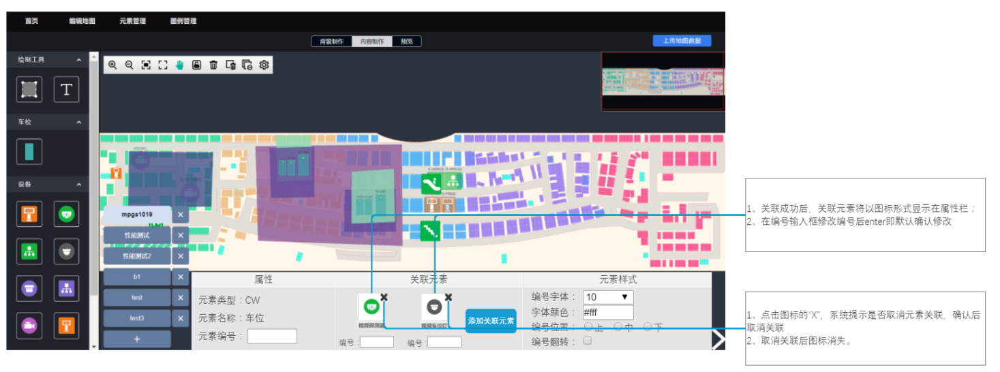 首页 编辑地图 元素管理 图例管理
背景制作 内容制作 预览 上传地图数据
绘制工具
T
车位
设备
mpgs1019 ×
性能测试 ×
性能测试2 ×
b1 ×
test ×
test3 ×
+
属性 关联元素 元素样式
元素类型：CW
元素名称：车位
元素编号：
视频探测器 视频车位灯
编号： 编号：
添加关联元素
编号字体： 10
字体颜色： #fff
编号位置： 上 中 下
编号翻转：
1、关联成功后，关联元素将以图标形式显示在属性栏；
2、在编号输入框修改编号后enter即默认确认修改
1、点击图标的“X”，系统提示是否取消元素关联，确认后
取消关联
2、取消关联后图标消失。